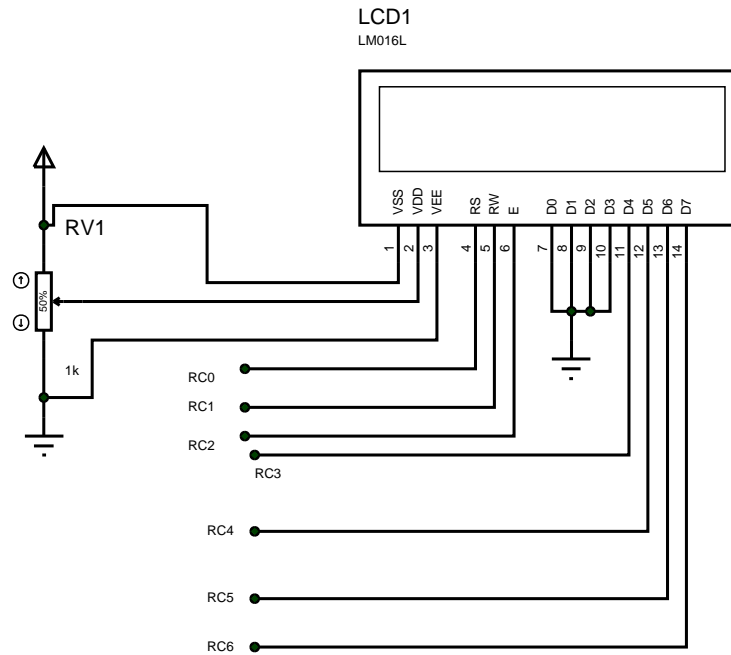 LCD1
LM016L
VSS
VDD
VEE
RS
RW
E
D0
D1
D2
D3
D4
D5
D6
D7
1
2
3
4
5
6
7
8
9
10
11
12
13
14
RV1
50%
1k
RC0
RC1
RC2
RC3
RC4
RC5
RC6